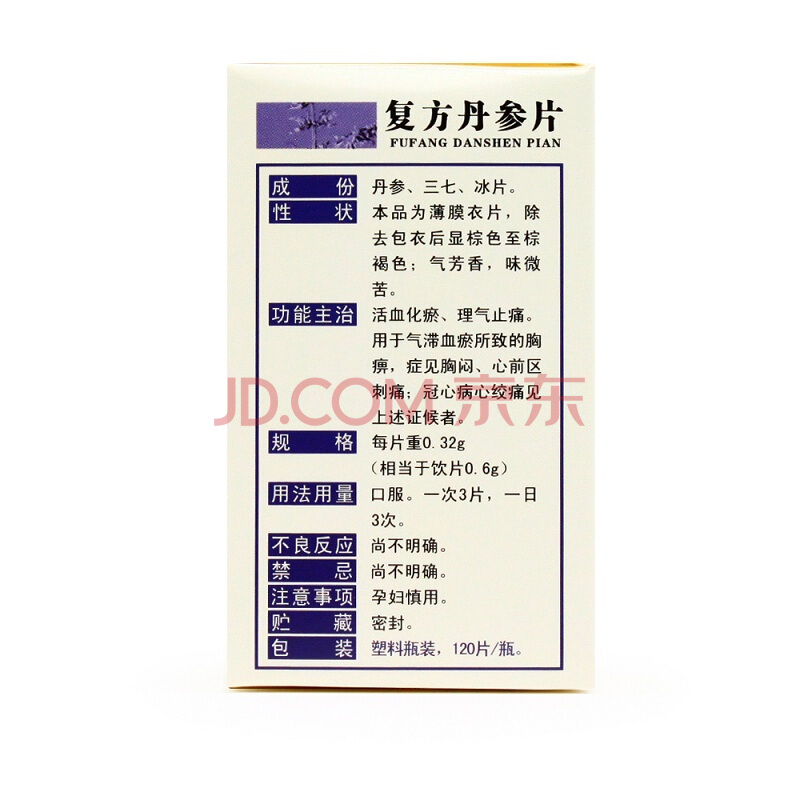 复方丹参片
FUFANG DANSHEN PIAN
成份 丹参、三七、冰片。
性状 本品为薄膜衣片，除
去包衣后显棕色至棕
褐色；气芳香，味微
苦。
功能主治 活血化瘀、理气止痛。
用于气滞血瘀所致的胸
痹，症见胸闷、心前区
刺痛；冠心病心绞痛见
上述证候者。
JD.COM 京东
规格 每片重0.32g
（相当于饮片0.6g）
用法用量 口服。一次3片，一日
3次。
不良反应 尚不明确。
禁忌 尚不明确。
注意事项 孕妇慎用。
贮藏 密封。
包装 塑料瓶装，120片/瓶。